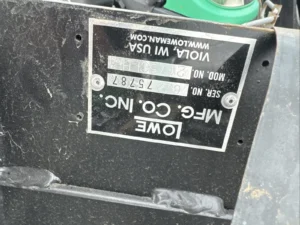 LOWE
MFG. CO. INC.
SER. NO. 75787
MOD. NO.
VIOLA, WI USA
WWW.LOWEMAN.COM